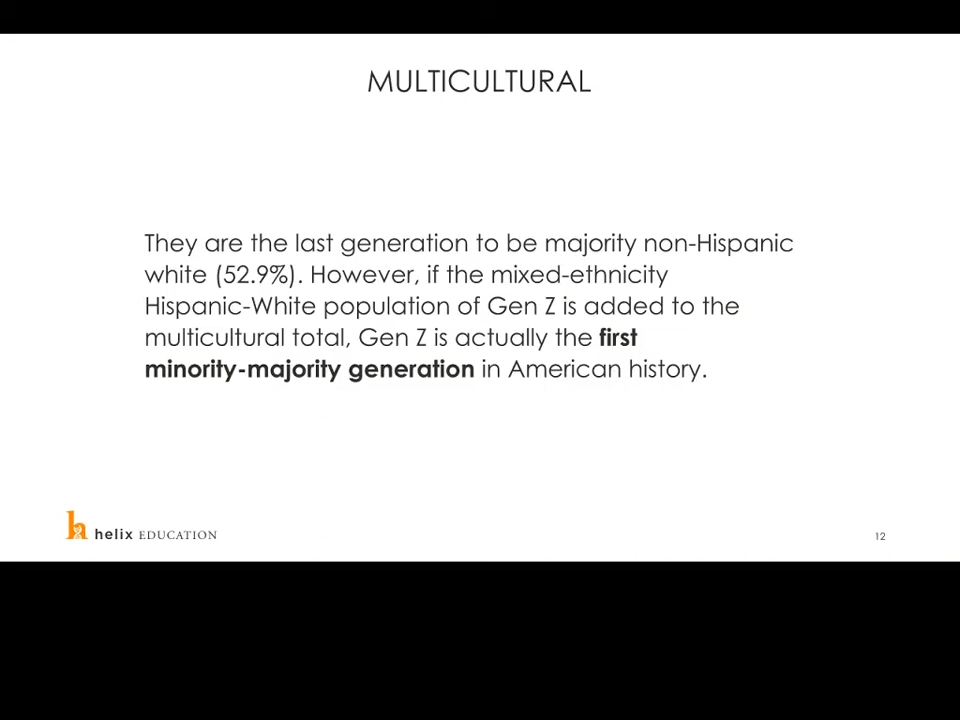 MULTICULTURAL
They are the last generation to be majority non-Hispanic
white (52.9%). However, if the mixed-ethnicity
Hispanic-White population of Gen Z is added to the
multicultural total, Gen Z is actually the first
minority-majority generation in American history.
helix EDUCATION
12